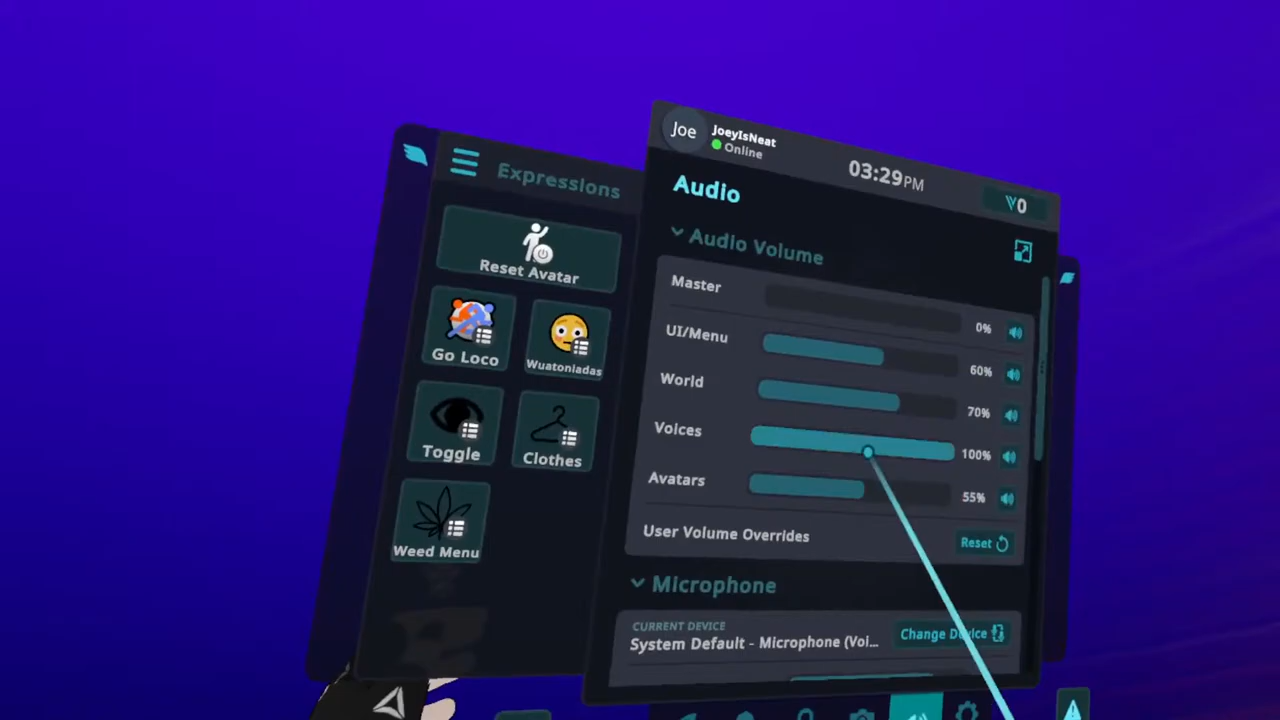 Expressions
Reset Avatar
Go Loco
Wuatoniadas
Toggle
Clothes
Weed Menu
Joe
JoeyIsNeat
Online
03:29PM
0
Audio
Audio Volume
Master 0%
UI/Menu 60%
World 70%
Voices 100%
Avatars 55%
User Volume Overrides Reset
Microphone
CURRENT DEVICE
System Default - Microphone (Voi...
Change Device